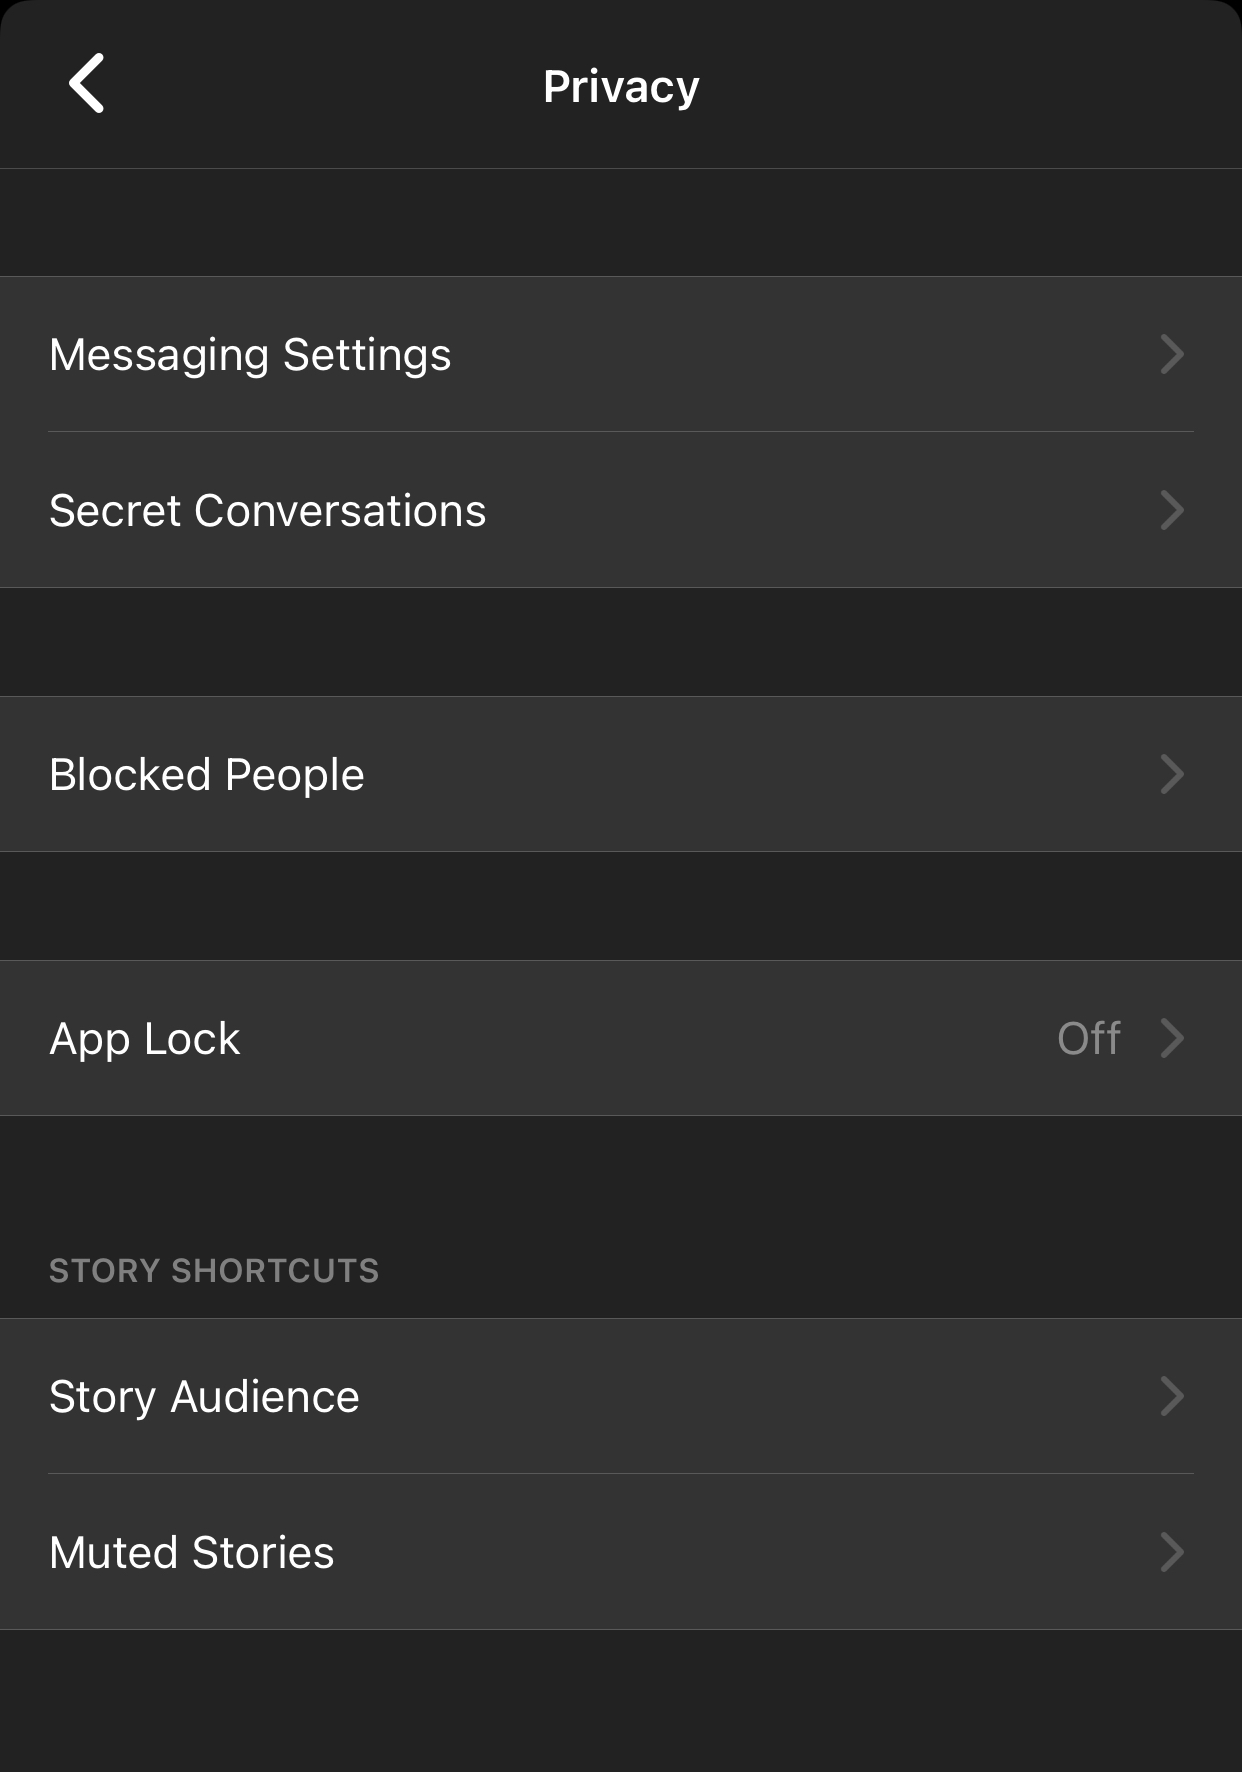 Privacy
Messaging Settings
Secret Conversations
Blocked People
App Lock Off
STORY SHORTCUTS
Story Audience
Muted Stories